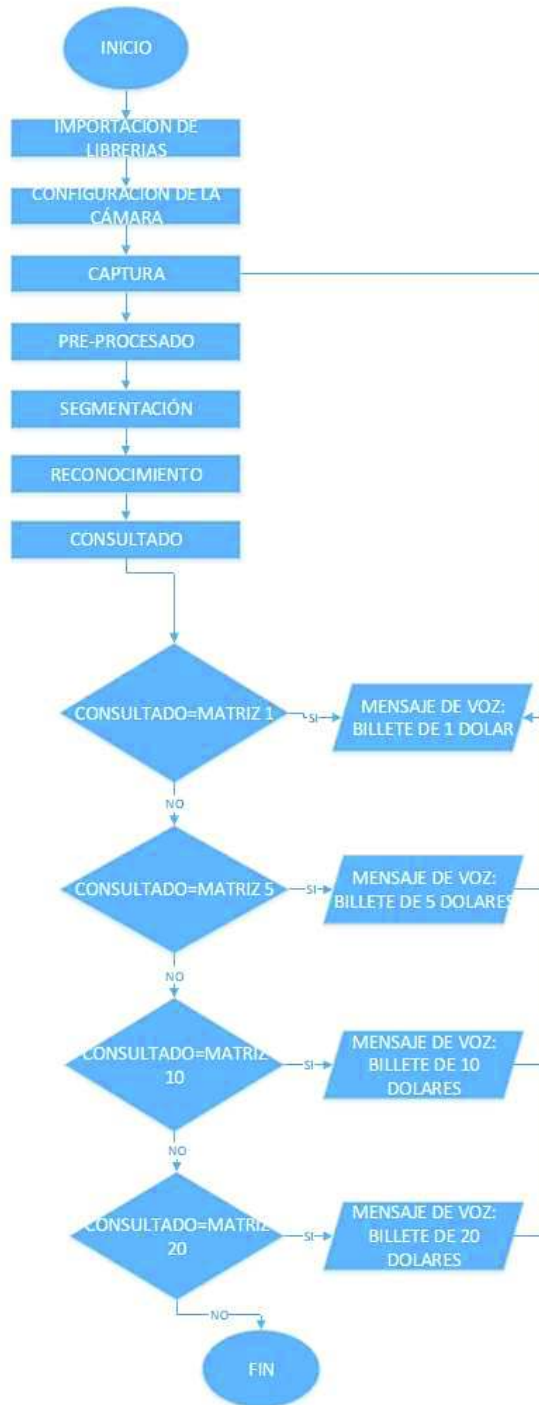 INICIO
IMPORTACIÓN DE
LIBRERIAS
CONFIGURACIÓN DE LA
CÁMARA
CAPTURA
PRE-PROCESADO
SEGMENTACIÓN
RECONOCIMIENTO
CONSULTADO
CONSULTADO=MATRIZ 1
SI
MENSAJE DE VOZ:
BILLETE DE 1 DOLAR
NO
CONSULTADO=MATRIZ 5
SI
MENSAJE DE VOZ:
BILLETE DE 5 DOLARES
NO
CONSULTADO=MATRIZ
10
SI
MENSAJE DE VOZ:
BILLETE DE 10
DOLARES
NO
CONSULTADO=MATRIZ
20
SI
MENSAJE DE VOZ:
BILLETE DE 20
DOLARES
NO
FIN